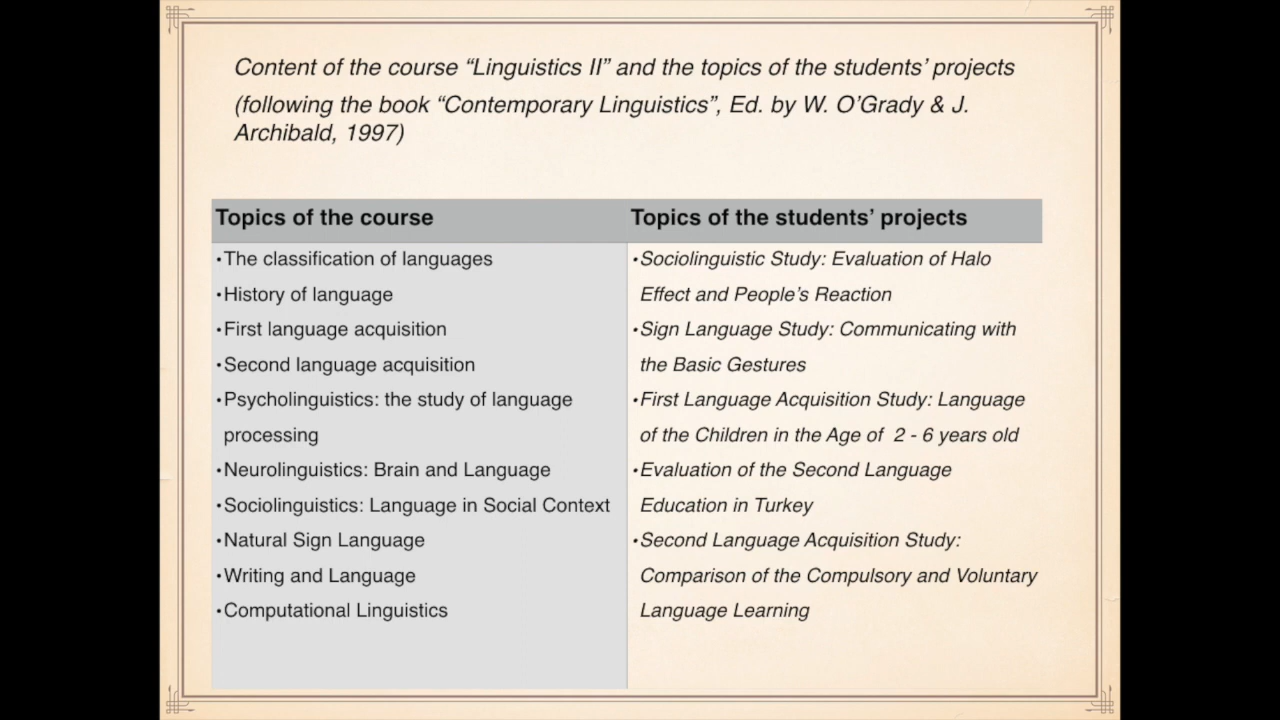 Content of the course “Linguistics II” and the topics of the students’ projects
(following the book “Contemporary Linguistics”, Ed. by W. O’Grady & J.
Archibald, 1997)
Topics of the course
•The classification of languages
•History of language
•First language acquisition
•Second language acquisition
•Psycholinguistics: the study of language
processing
•Neurolinguistics: Brain and Language
•Sociolinguistics: Language in Social Context
•Natural Sign Language
•Writing and Language
•Computational Linguistics
Topics of the students’ projects
•Sociolinguistic Study: Evaluation of Halo
Effect and People’s Reaction
•Sign Language Study: Communicating with
the Basic Gestures
•First Language Acquisition Study: Language
of the Children in the Age of 2 - 6 years old
•Evaluation of the Second Language
Education in Turkey
•Second Language Acquisition Study:
Comparison of the Compulsory and Voluntary
Language Learning